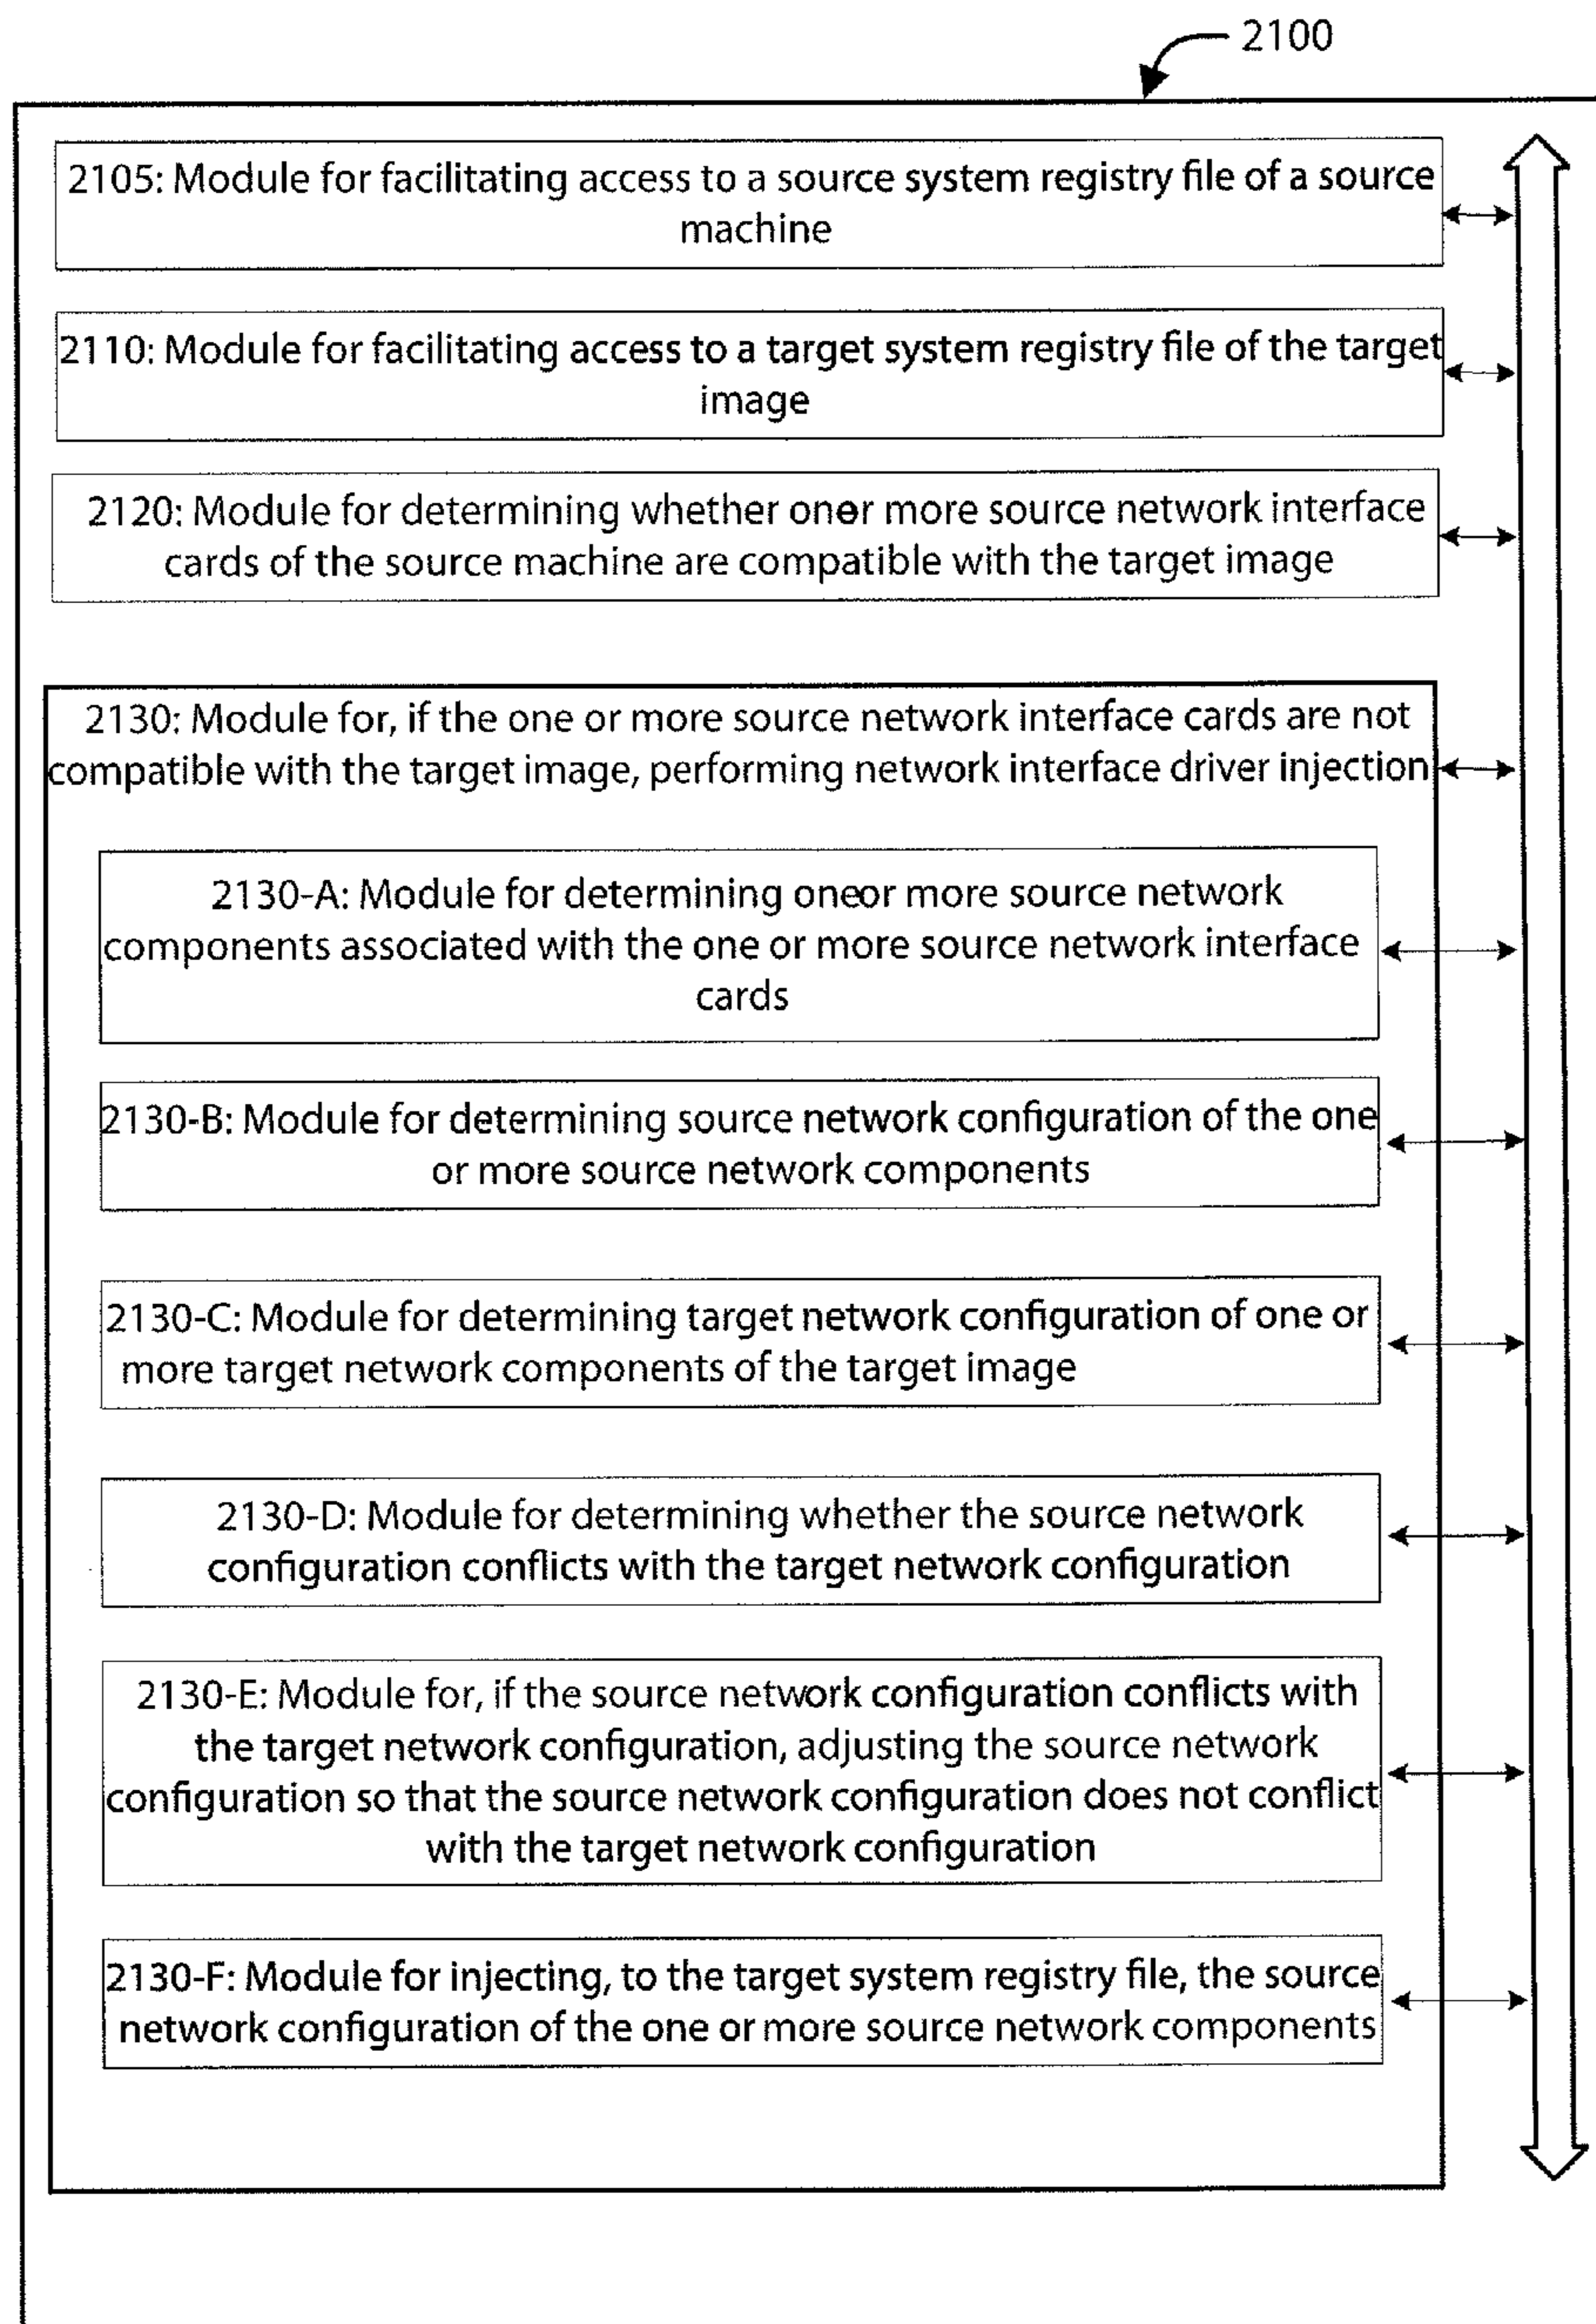 2100
2105: Module for facilitating access to a source system registry file of a source
machine
2110: Module for facilitating access to a target system registry file of the target
image
2120: Module for determining whether oneor more source network interface
cards of the source machine are compatible with the target image
2130: Module for, if the one or more source network interface cards are not
compatible with the target image, performing network interface driver injection
2130-A: Module for determining oneor more source network
components associated with the one or more source network interface
cards
2130-B: Module for determining source network configuration of the one
or more source network components
2130-C: Module for determining target network configuration of one or
more target network components of the target image
2130-D: Module for determining whether the source network
configuration conflicts with the target network configuration
2130-E: Module for, if the source network configuration conflicts with
the target network configuration, adjusting the source network
configuration so that the source network configuration does not conflict
with the target network configuration
2130-F: Module for injecting, to the target system registry file, the source
network configuration of the one or more source network components